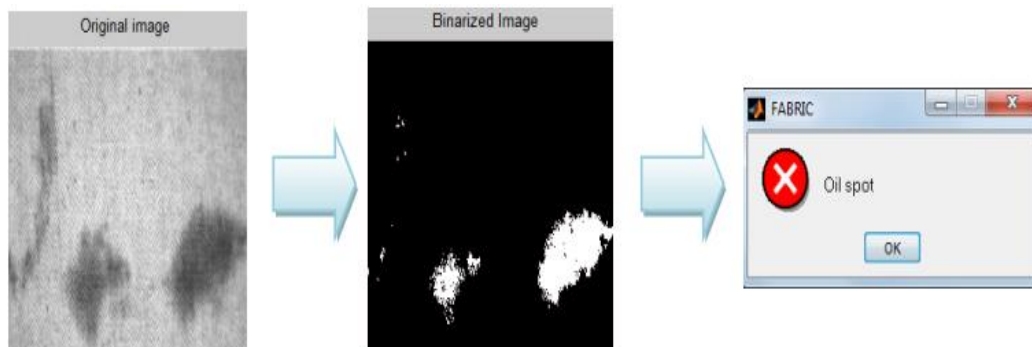 Original image
Binarized Image
FABRIC
Oil spot
OK